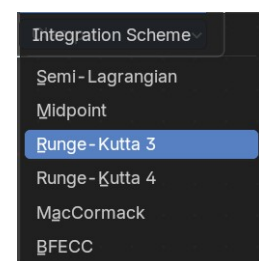 Integration Scheme
Semi-Lagrangian
Midpoint
Runge-Kutta 3
Runge-Kutta 4
MacCormack
BFECC